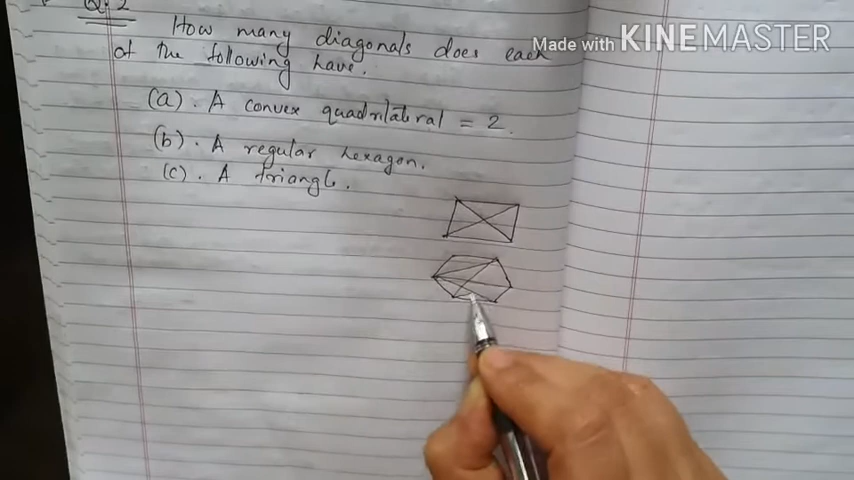 Q. 2
How many diagonals does each
of the following have.
(a). A convex quadrilateral = 2.
(b). A regular hexagon.
(c). A triangle.
Made with KINEMASTER